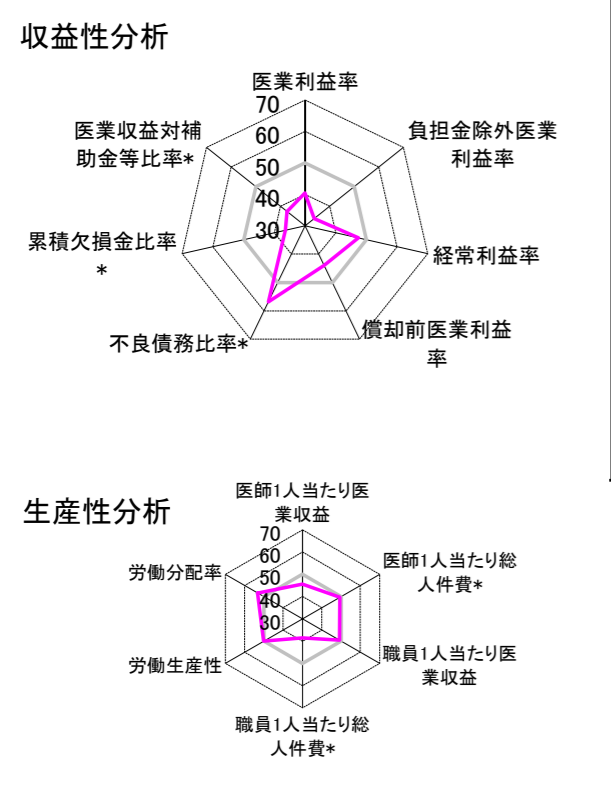 収益性分析
医業利益率
負担金除外医業
利益率
経常利益率
償却前医業利益
率
不良債務比率*
累積欠損金比率
*
医業収益対補
助金等比率*
70
60
50
40
30
生産性分析
医師1人当たり医
業収益
医師1人当たり総
人件費*
職員1人当たり医
業収益
職員1人当たり総
人件費*
労働生産性
労働分配率
70
60
50
40
30